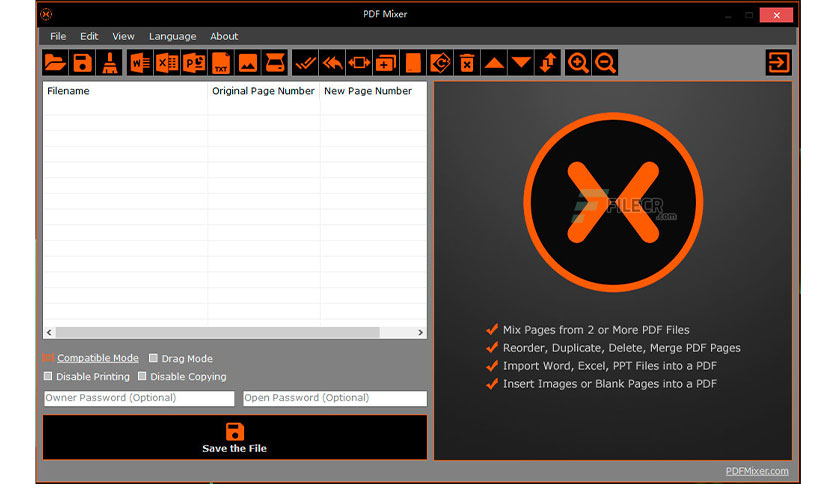 PDF Mixer
File Edit View Language About
TXT
Filename Original Page Number New Page Number
FILECR
.com
Mix Pages from 2 or More PDF Files
Reorder, Duplicate, Delete, Merge PDF Pages
Import Word, Excel, PPT Files into a PDF
Insert Images or Blank Pages into a PDF
Compatible Mode Drag Mode
Disable Printing Disable Copying
Owner Password (Optional) Open Password (Optional)
Save the File
PDFMixer.com